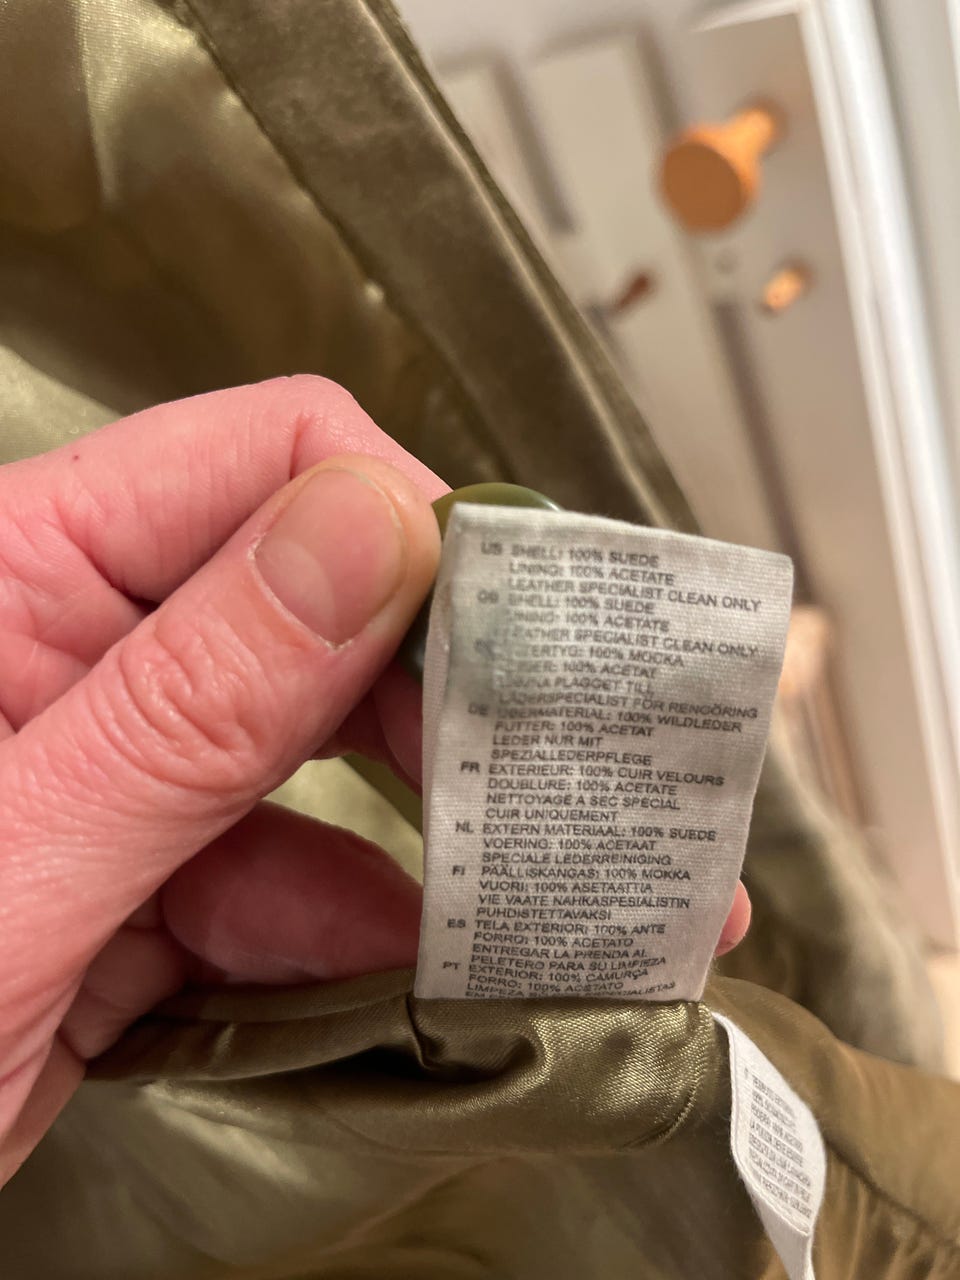 US SHELL: 100% SUEDE
LINING: 100% ACETATE
LEATHER SPECIALIST CLEAN ONLY
GB SHELL: 100% SUEDE
LINING: 100% ACETATE
LEATHER SPECIALIST CLEAN ONLY
100% MOCKA
100% ACETAT
PLAGGET TILL
LÄDERSPECIALIST FÖR RENGÖRING
DE OBERMATERIAL: 100% WILDLEDER
FUTTER: 100% ACETAT
LEDER NUR MIT
SPEZIALLEDERPFLEGE
FR EXTERIEUR: 100% CUIR VELOURS
DOUBLURE: 100% ACETATE
NETTOYAGE A SEC SPECIAL
CUIR UNIQUEMENT
NL EXTERN MATERIAAL: 100% SUEDE
VOERING: 100% ACETAAT
SPECIALE LEDERREINIGING
FI PÄÄLLISKANGAS: 100% MOKKA
VUORI: 100% ASETAATTIA
VIE VAATE NAHKASPESIALISTIN
PUHDISTETTAVAKSI
ES TELA EXTERIOR: 100% ANTE
FORRO: 100% ACETATO
ENTREGAR LA PRENDA AL
PELETERO PARA SU LIMPIEZA
PT EXTERIOR: 100% CAMURÇA
FORRO: 100% ACETATO
LIMPEZA